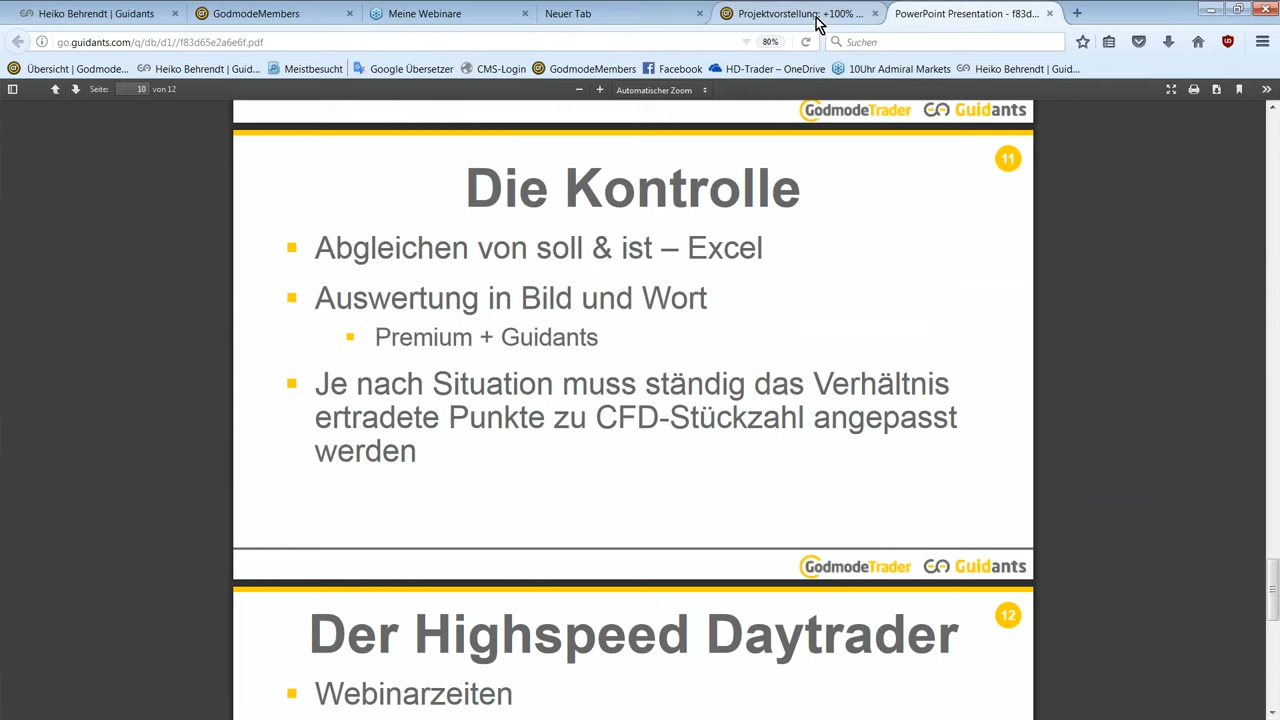 Heiko Behrendt | Guidants
GodmodeMembers
Meine Webinare
Neuer Tab
Projektvorstellung: +100% ...
PowerPoint Presentation - f83d...
go.guidants.com/q/db/d1//f83d65e2a6e6f.pdf
80%
Suchen
Übersicht | Godmode...
Heiko Behrendt | Guid...
Meistbesucht
Google Übersetzer
CMS-Login
GodmodeMembers
Facebook
HD-Trader – OneDrive
10Uhr Admiral Markets
Heiko Behrendt | Guid...
Seite:
10
von 12
Automatischer Zoom
GodmodeTrader
Guidants
11
Die Kontrolle
Abgleichen von soll & ist – Excel
Auswertung in Bild und Wort
Premium + Guidants
Je nach Situation muss ständig das Verhältnis
ertradete Punkte zu CFD-Stückzahl angepasst
werden
GodmodeTrader
Guidants
12
Der Highspeed Daytrader
Webinarzeiten